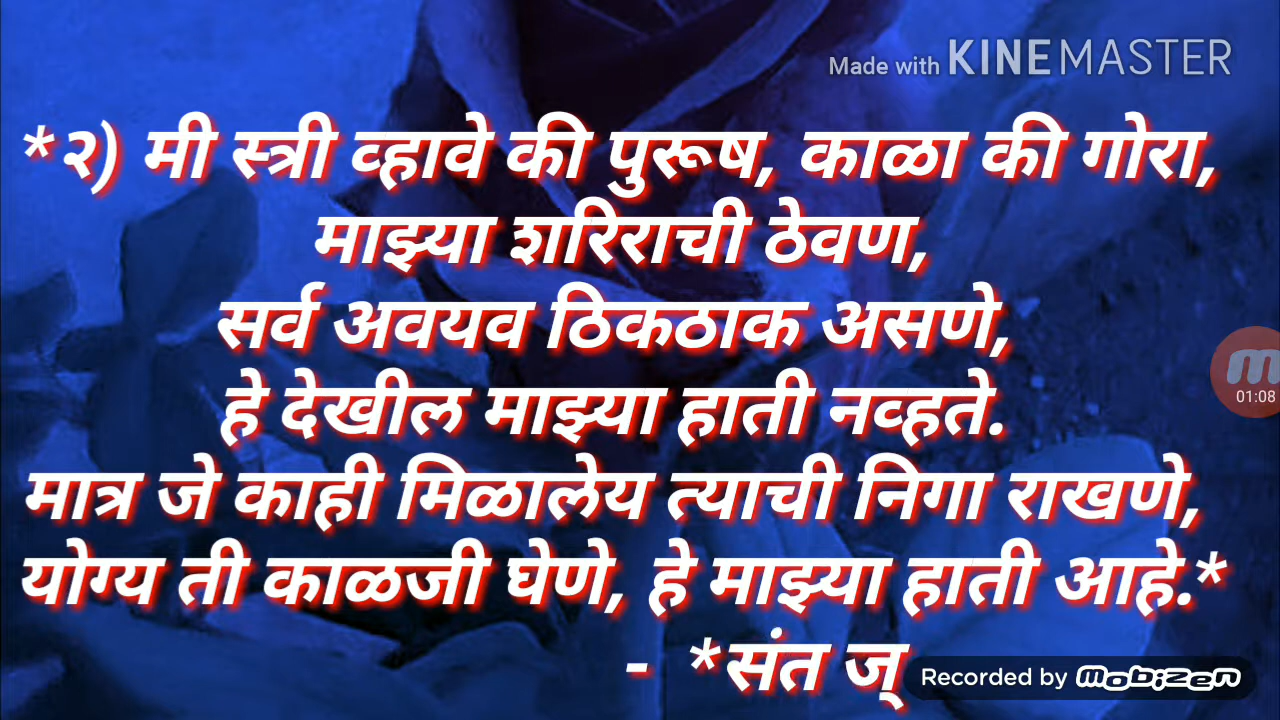 Made with KINEMASTER
*२) मी स्त्री व्हावे की पुरूष, काळा की गोरा,
माझ्या शरिराची ठेवण,
सर्व अवयव ठिकठाक असणे,
हे देखील माझ्या हाती नव्हते.
मात्र जे काही मिळालेय त्याची निगा राखणे,
योग्य ती काळजी घेणे, हे माझ्या हाती आहे.*
- *संत ज्
m
01:08
Recorded by mobizen